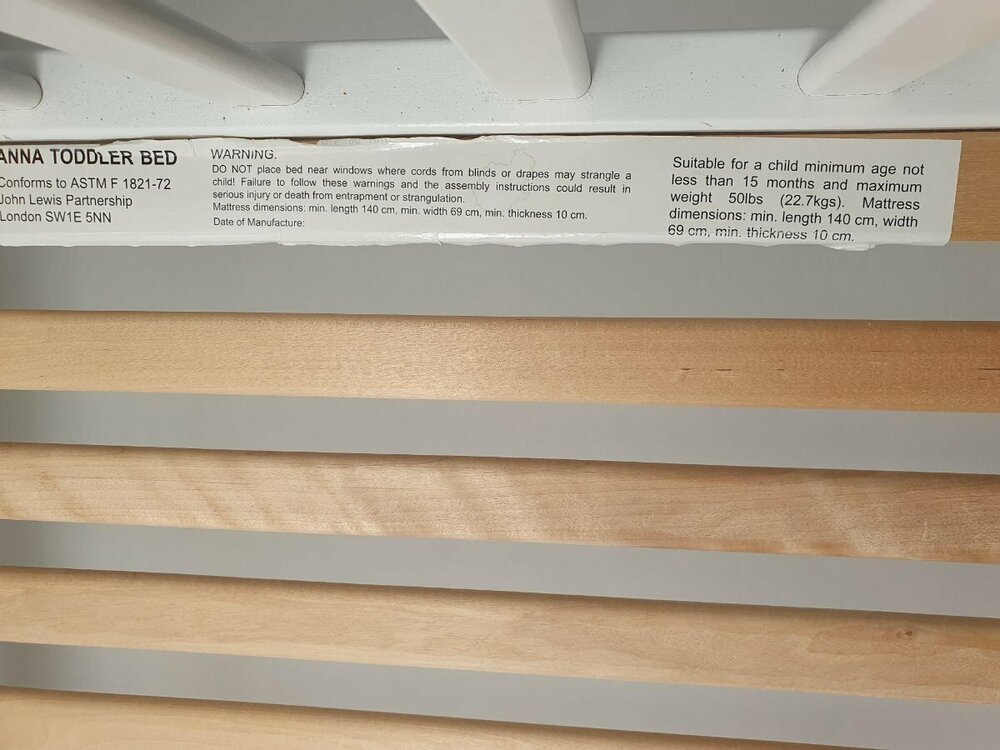 ANNA TODDLER BED
Conforms to ASTM F 1821-72
John Lewis Partnership
London SW1E 5NN
WARNING.
DO NOT place bed near windows where cords from blinds or drapes may strangle a
child! Failure to follow these warnings and the assembly instructions could result in
serious injury or death from entrapment or strangulation.
Mattress dimensions: min. length 140 cm, min. width 69 cm, min. thickness 10 cm.
Date of Manufacture:
Suitable for a child minimum age not
less than 15 months and maximum
weight 50lbs (22.7kgs). Mattress
dimensions: min. length 140 cm, width
69 cm, min. thickness 10 cm.